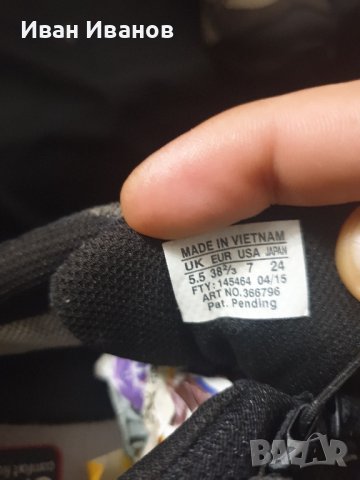 Иван Иванов
MADE IN VIETNAM
UK EUR USA JAPAN
5.5 38⅔ 7 24
FTY: 145464 04/15
ART NO. 366796
Pat. Pending
BAZAR